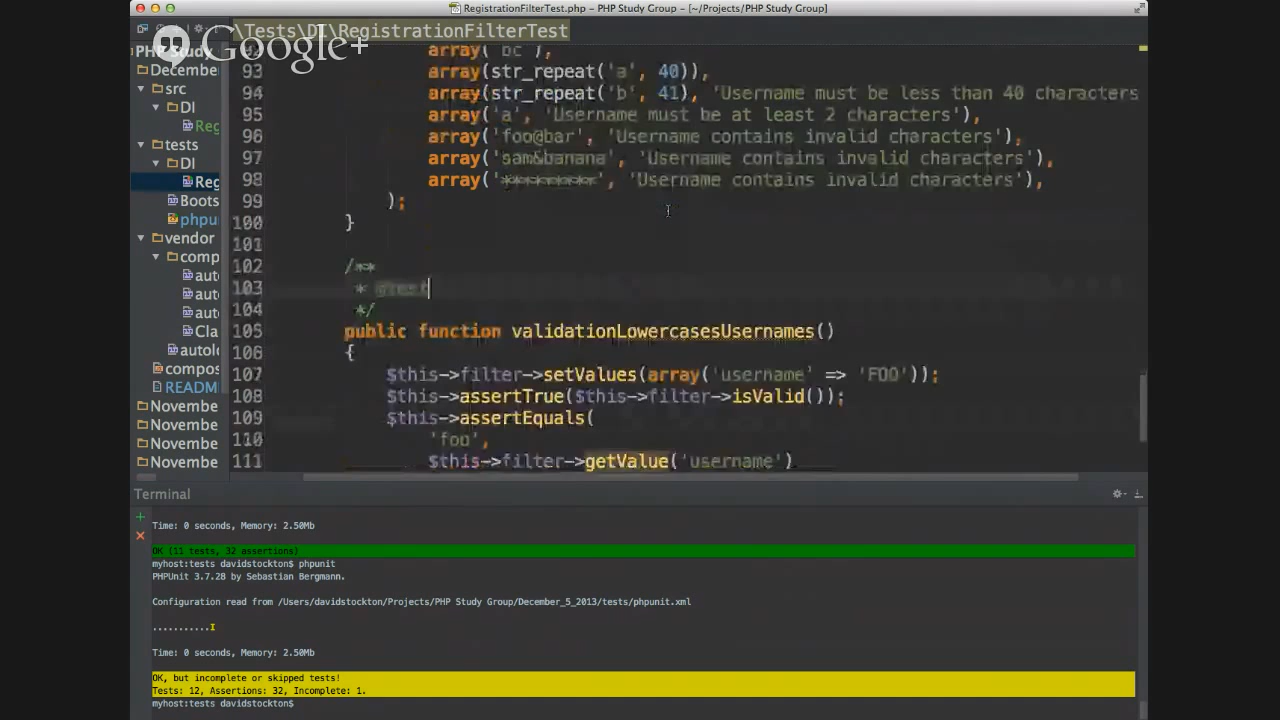 RegistrationFilterTest.php – PHP Study Group – [~/Projects/PHP Study Group]
\Tests\DI\RegistrationFilterTest
Google+
PHP Study
December
src
DI
Reg
tests
DI
Reg
Boots
phpu
vendor
comp
auto
auto
auto
Cla
autolo
compos
README
Novembe
Novembe
Novembe
Novembe
92 array('bc'),
93 array(str_repeat('a', 40)),
94 array(str_repeat('b', 41), 'Username must be less than 40 characters
95 array('a', 'Username must be at least 2 characters'),
96 array('foo@bar', 'Username contains invalid characters'),
97 array('sam&banana', 'Username contains invalid characters'),
98 array('*********', 'Username contains invalid characters'),
99 );
100 }
101
102 /**
103 * @test
104 */
105 public function validationLowercasesUsernames()
106 {
107 $this->filter->setValues(array('username' => 'FOO'));
108 $this->assertTrue($this->filter->isValid());
109 $this->assertEquals(
110 'foo',
111 $this->filter->getValue('username')
Terminal
Time: 0 seconds, Memory: 2.50Mb
OK (11 tests, 32 assertions)
myhost:tests davidstockton$ phpunit
PHPUnit 3.7.28 by Sebastian Bergmann.
Configuration read from /Users/davidstockton/Projects/PHP Study Group/December_5_2013/tests/phpunit.xml
...........I
Time: 0 seconds, Memory: 2.50Mb
OK, but incomplete or skipped tests!
Tests: 12, Assertions: 32, Incomplete: 1.
myhost:tests davidstockton$